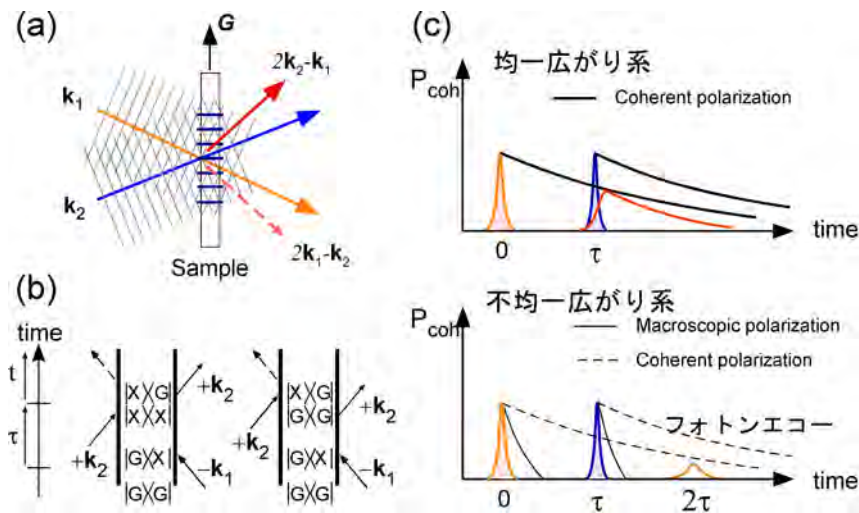 (a)
G
k₁
k₂
2k₂-k₁
2k₁-k₂
Sample
(b)
time
t
τ
|X⟩⟨G|
|X⟩⟨X|
|G⟩⟨X|
|G⟩⟨G|
+k₂
+k₂
−k₁
|X⟩⟨G|
|G⟩⟨G|
|G⟩⟨X|
|G⟩⟨G|
+k₂
+k₂
−k₁
(c)
均一広がり系
P_coh
Coherent polarization
0
τ
time
不均一広がり系
P_coh
Macroscopic polarization
Coherent polarization
フォトンエコー
0
τ
2τ
time